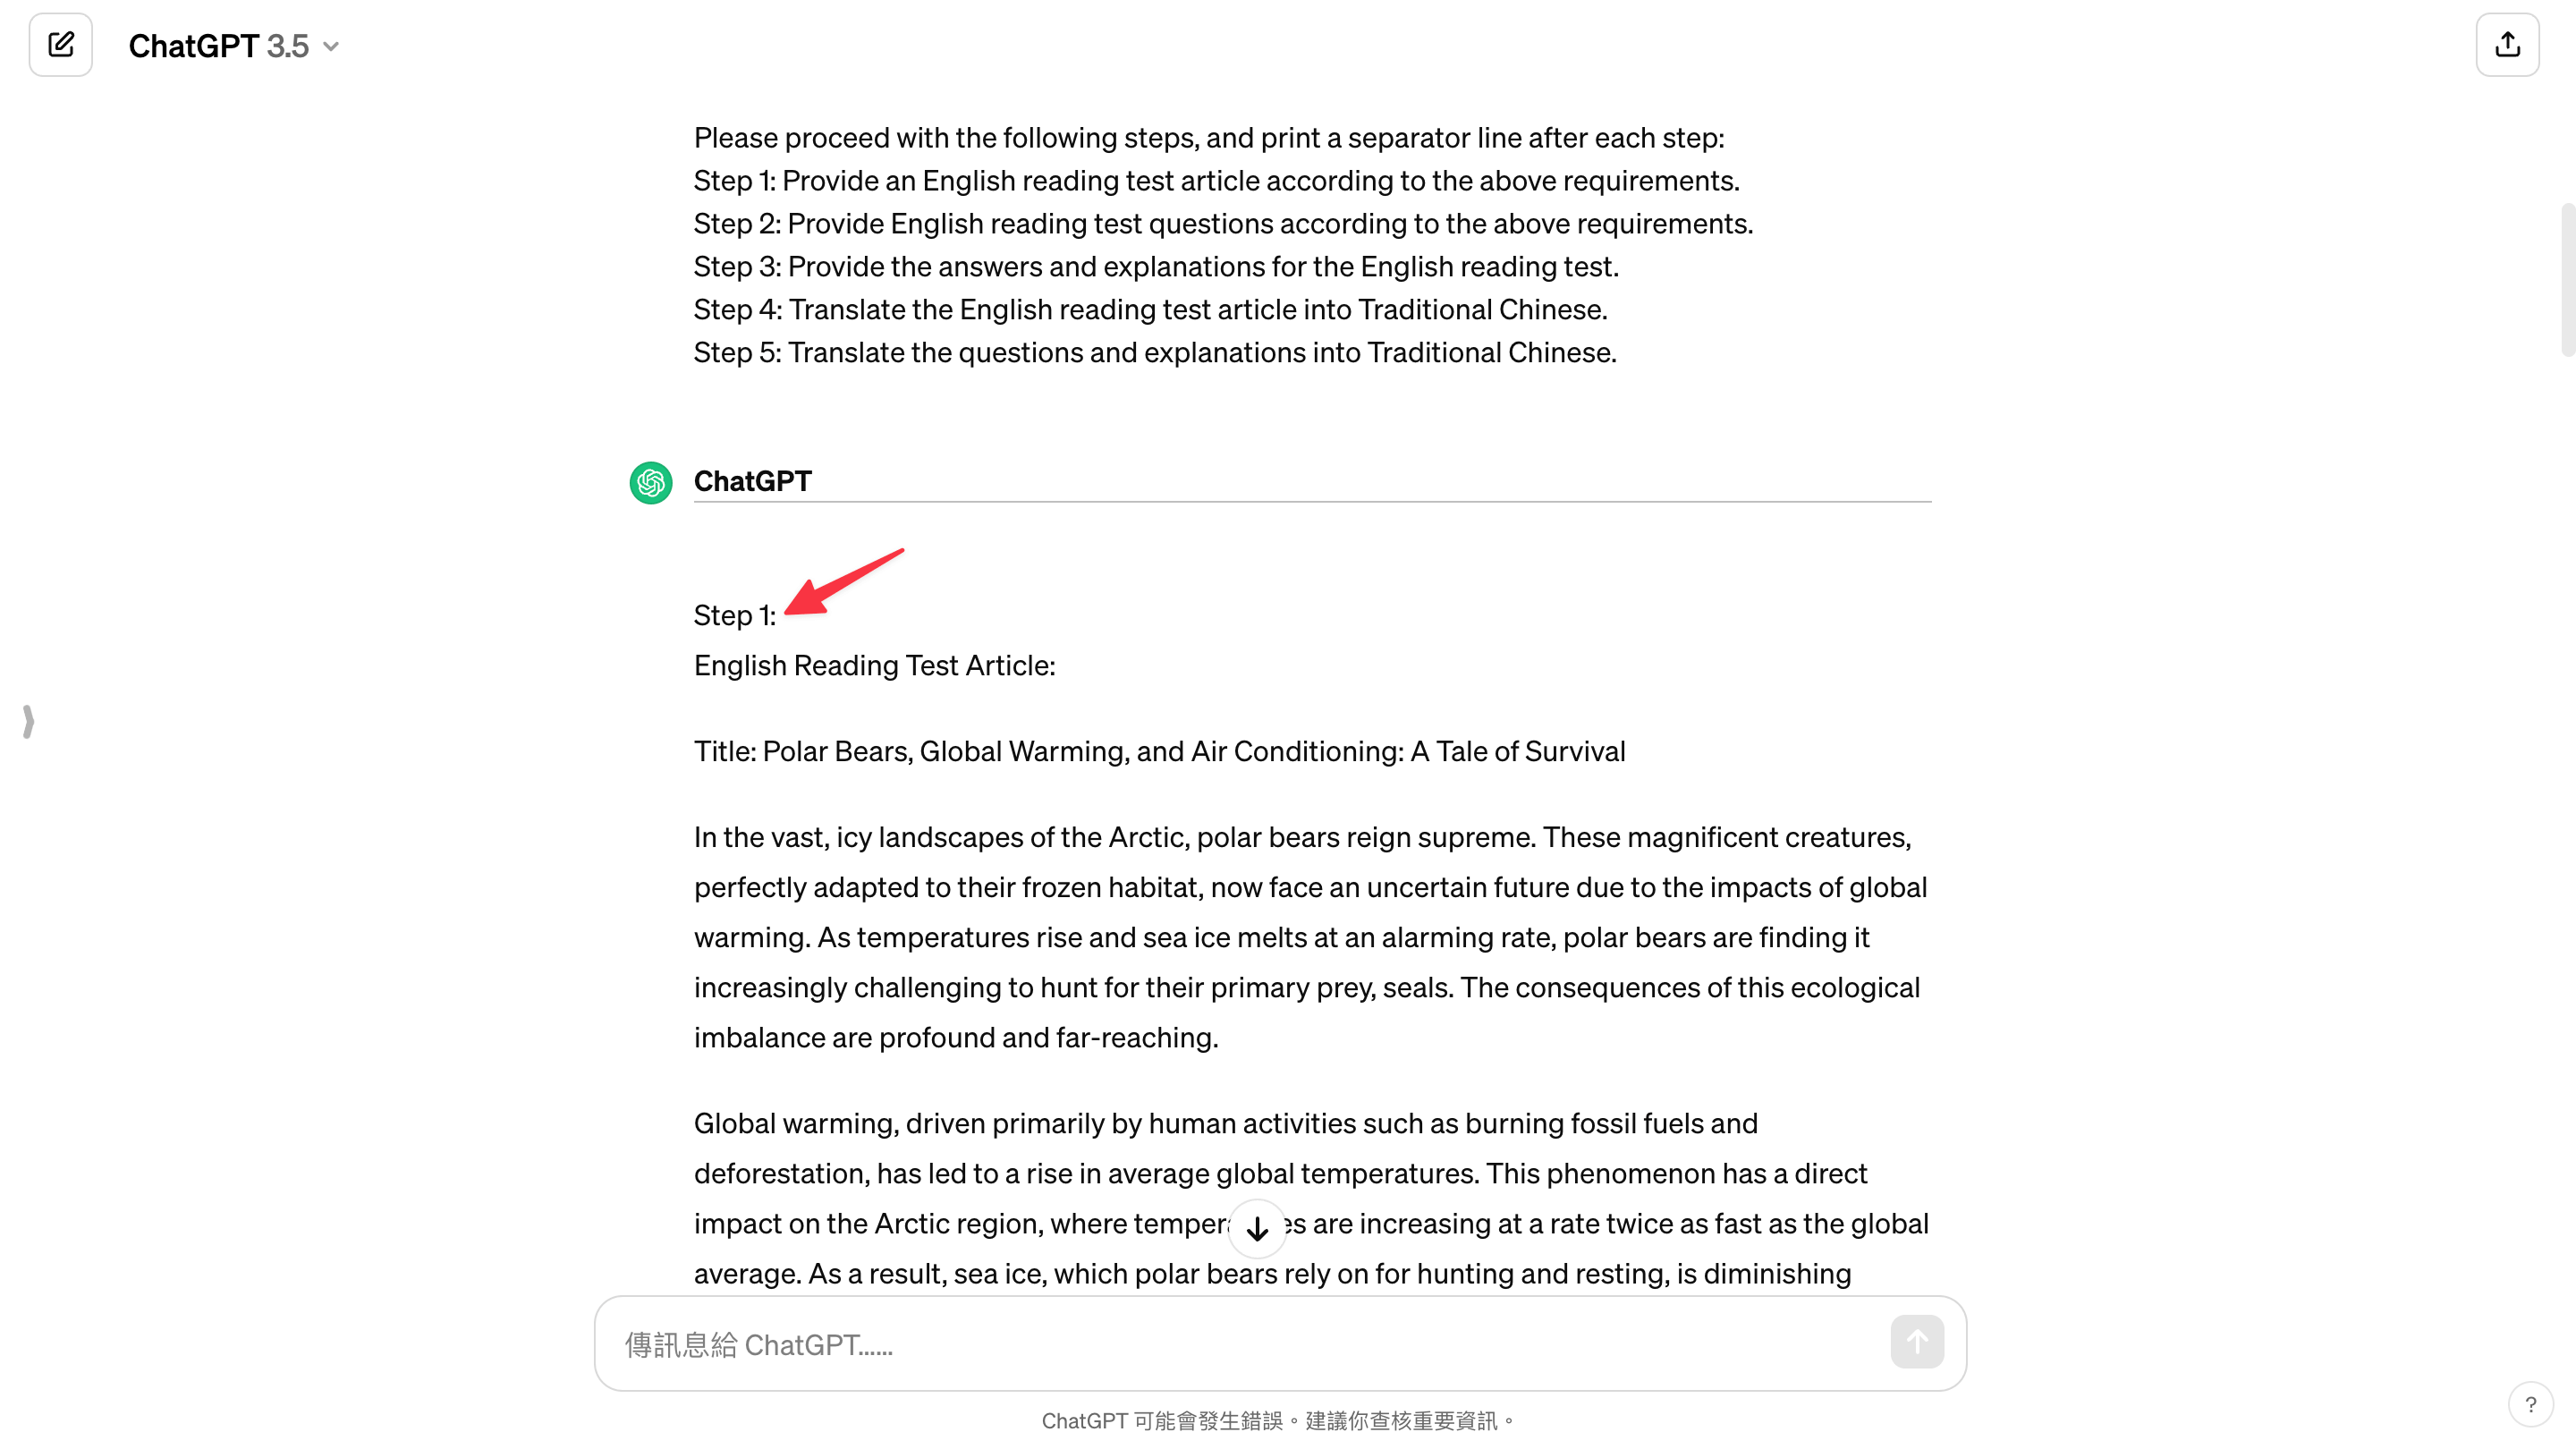 ChatGPT 3.5
Please proceed with the following steps, and print a separator line after each step:
Step 1: Provide an English reading test article according to the above requirements.
Step 2: Provide English reading test questions according to the above requirements.
Step 3: Provide the answers and explanations for the English reading test.
Step 4: Translate the English reading test article into Traditional Chinese.
Step 5: Translate the questions and explanations into Traditional Chinese.
ChatGPT
Step 1:
English Reading Test Article:
Title: Polar Bears, Global Warming, and Air Conditioning: A Tale of Survival
In the vast, icy landscapes of the Arctic, polar bears reign supreme. These magnificent creatures,
perfectly adapted to their frozen habitat, now face an uncertain future due to the impacts of global
warming. As temperatures rise and sea ice melts at an alarming rate, polar bears are finding it
increasingly challenging to hunt for their primary prey, seals. The consequences of this ecological
imbalance are profound and far-reaching.
Global warming, driven primarily by human activities such as burning fossil fuels and
deforestation, has led to a rise in average global temperatures. This phenomenon has a direct
impact on the Arctic region, where are increasing at a rate twice as fast as the global
average. As a result, sea ice, which polar bears rely on for hunting and resting, is diminishing
傳訊息給 ChatGPT......
ChatGPT 可能會發生錯誤。建議你查核重要資訊。
?